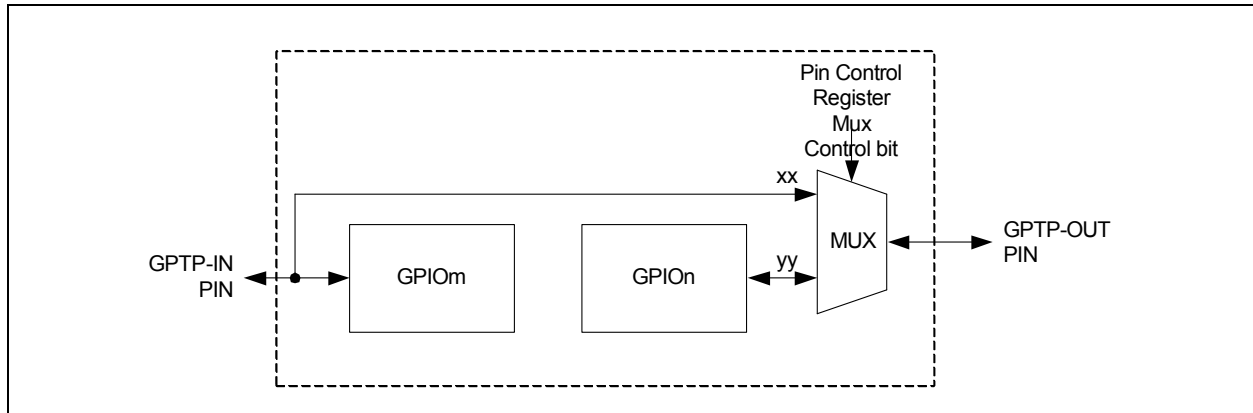 Pin Control
Register
Mux
Control bit
xx
GPTP-IN
PIN
GPIOm
GPIOn
yy
MUX
GPTP-OUT
PIN